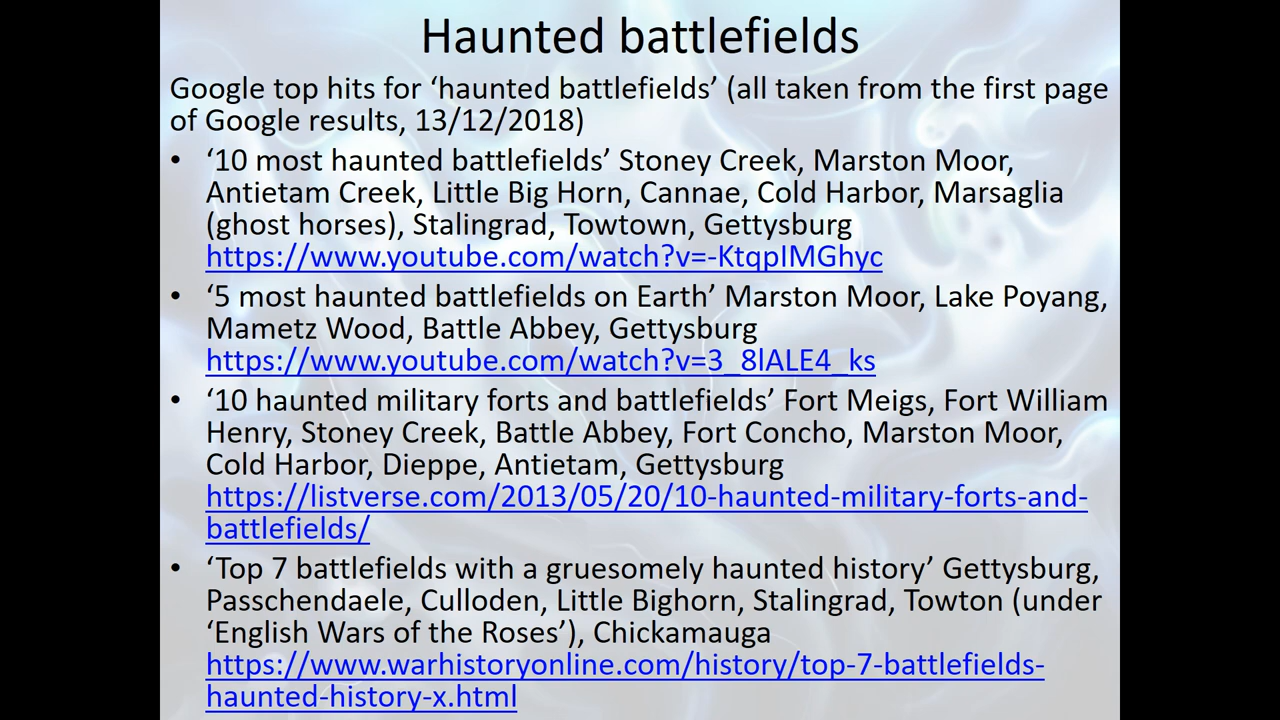 Haunted battlefields
Google top hits for ‘haunted battlefields’ (all taken from the first page
of Google results, 13/12/2018)
• ‘10 most haunted battlefields’ Stoney Creek, Marston Moor,
Antietam Creek, Little Big Horn, Cannae, Cold Harbor, Marsaglia
(ghost horses), Stalingrad, Towtown, Gettysburg
https://www.youtube.com/watch?v=-KtqpIMGhyc
• ‘5 most haunted battlefields on Earth’ Marston Moor, Lake Poyang,
Mametz Wood, Battle Abbey, Gettysburg
https://www.youtube.com/watch?v=3_8lALE4_ks
• ‘10 haunted military forts and battlefields’ Fort Meigs, Fort William
Henry, Stoney Creek, Battle Abbey, Fort Concho, Marston Moor,
Cold Harbor, Dieppe, Antietam, Gettysburg
https://listverse.com/2013/05/20/10-haunted-military-forts-and-
battlefields/
• ‘Top 7 battlefields with a gruesomely haunted history’ Gettysburg,
Passchendaele, Culloden, Little Bighorn, Stalingrad, Towton (under
‘English Wars of the Roses’), Chickamauga
https://www.warhistoryonline.com/history/top-7-battlefields-
haunted-history-x.html